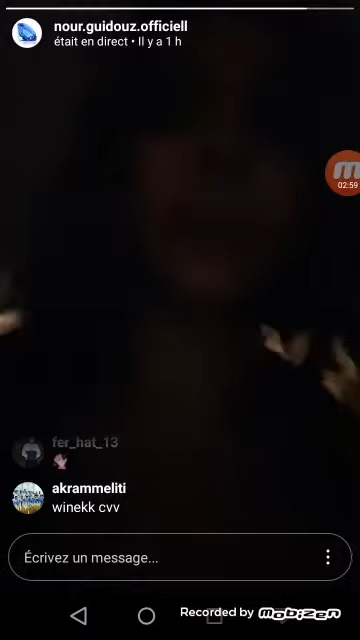 nour.guidouz.officiell
était en direct • Il y a 1 h
02:59
fer_hat_13
akrammeliti
winekk cvv
Écrivez un message...
Recorded by mobizen